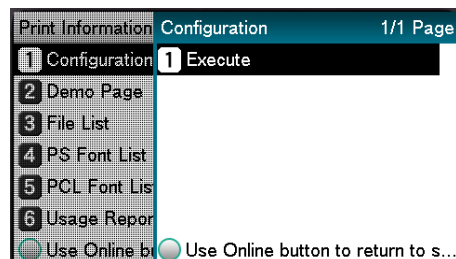 Print Information
1 Configuration
2 Demo Page
3 File List
4 PS Font List
5 PCL Font Lis
6 Usage Repor
Use Online bu
Configuration 1/1 Page
1 Execute
Use Online button to return to s...